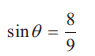 sin θ = 8/9